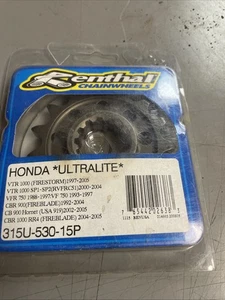 Renthal
CHAINWHEELS
HONDA *ULTRALITE*
VTR 1000 (FIRESTORM)1997-2005
VTR 1000 SP1-SP2(RVFRC51)2000-2004
VFR 750 1988-1997/VF 750 1993-1997
CBR 900(FIREBLADE)1992-2004
CB 900 Hornet (USA 919)2002-2005
CBR 1000 RR4 (FIREBLADE) 2004-2005
315U-530-15P